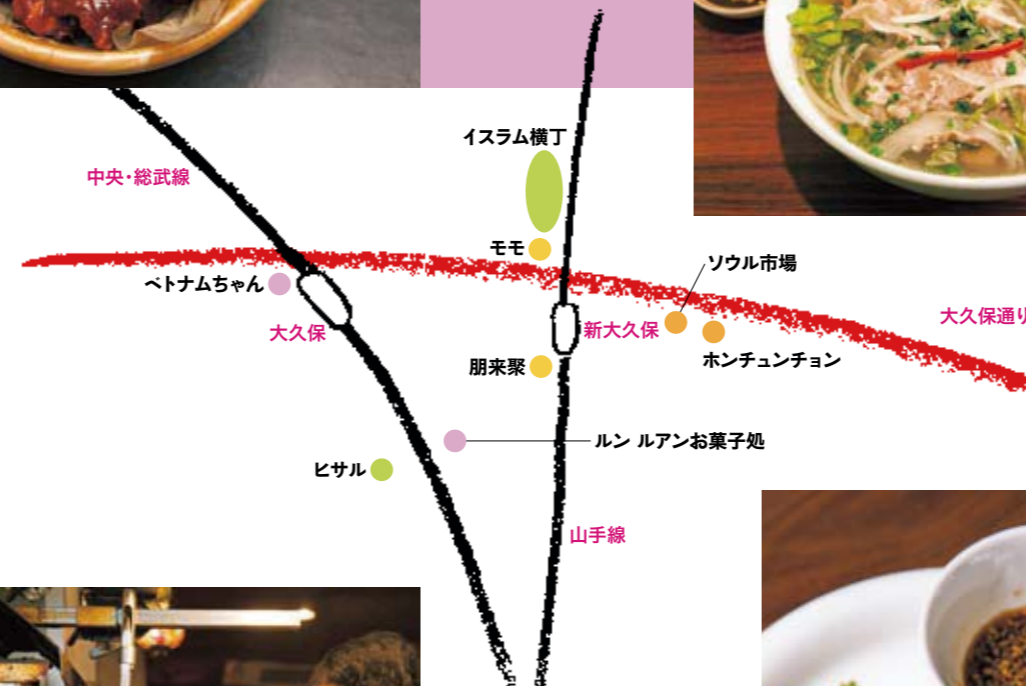 イスラム横丁
中央・総武線
モモ
ソウル市場
ベトナムちゃん
大久保通り
大久保
新大久保
ホンチュンチョン
朋来聚
ルン ルアンお菓子処
ヒサル
山手線